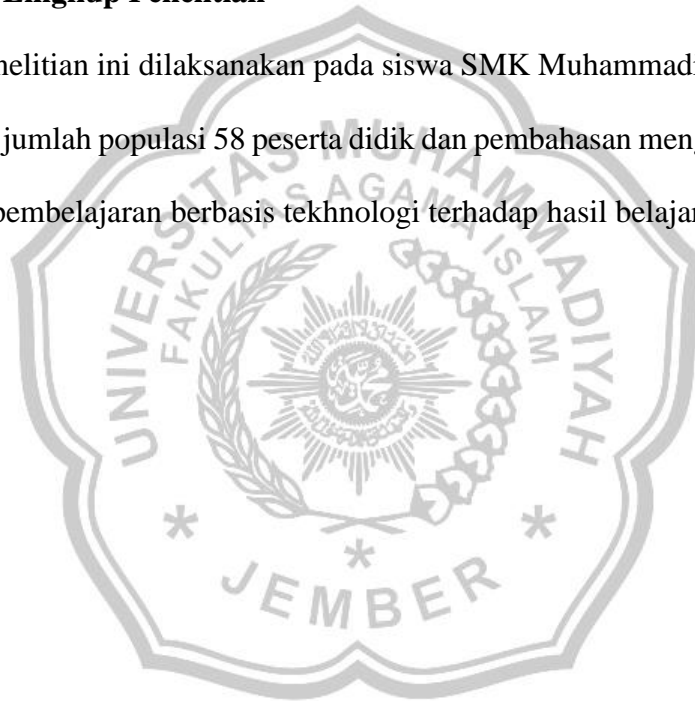 Lingkup Penelitian
nelitian ini dilaksanakan pada siswa SMK Muhammadi
jumlah populasi 58 peserta didik dan pembahasan men
pembelajaran berbasis tekhnologi terhadap hasil belajar
UNIVERSITAS MUHAMMADIYAH
FAKULTAS AGAMA ISLAM
* * *
JEMBER